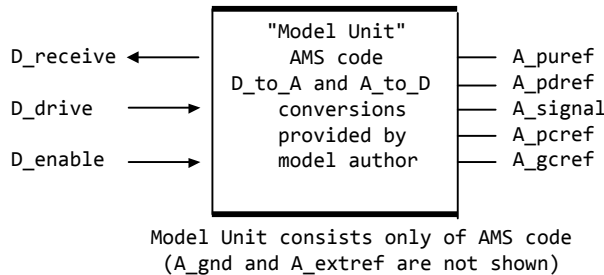 "Model Unit"
D_receive AMS code A_puref
D_to_A and A_to_D A_pdref
D_drive conversions A_signal
provided by A_pcref
D_enable model author A_gcref
Model Unit consists only of AMS code
(A_gnd and A_extref are not shown)